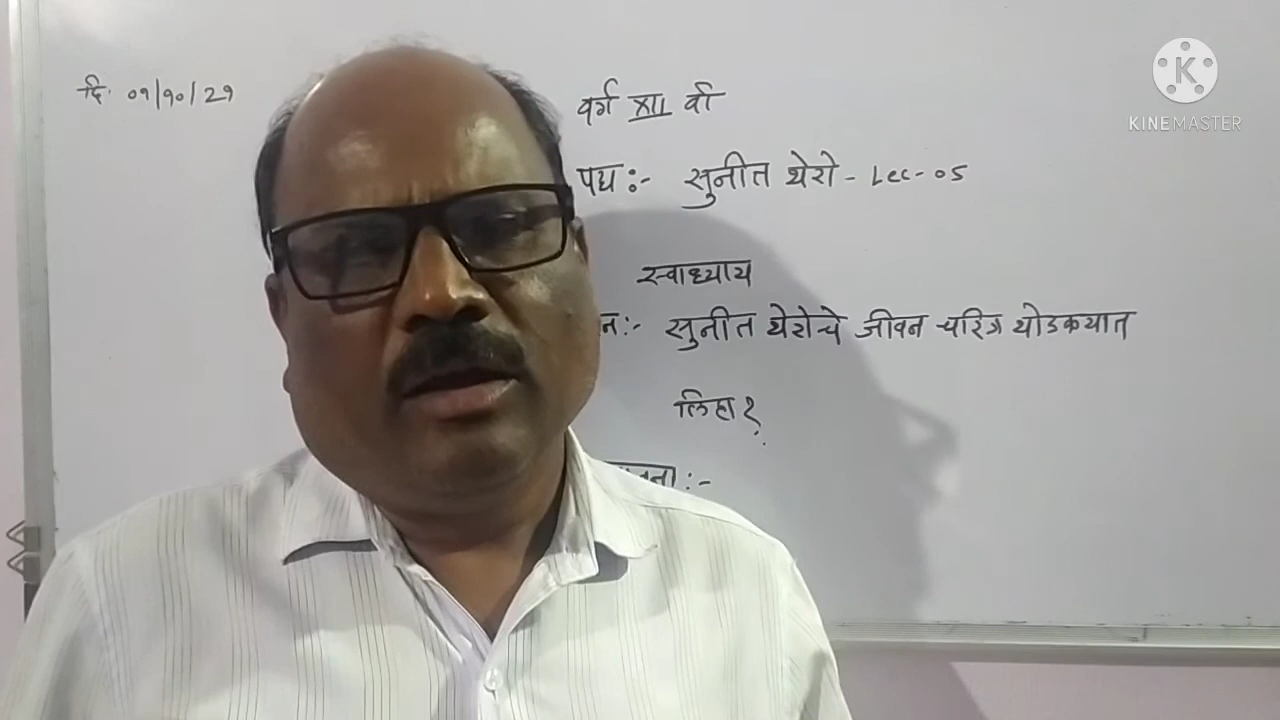 दि. ०१/१०/२१
वर्ग XII वी
पद्य :- सुनीत थेरो - Lec-05
स्वाध्याय
न:- सुनीत थेरोचे जीवन चरित्र थोडक्यात
लिहा?
KINEMASTER